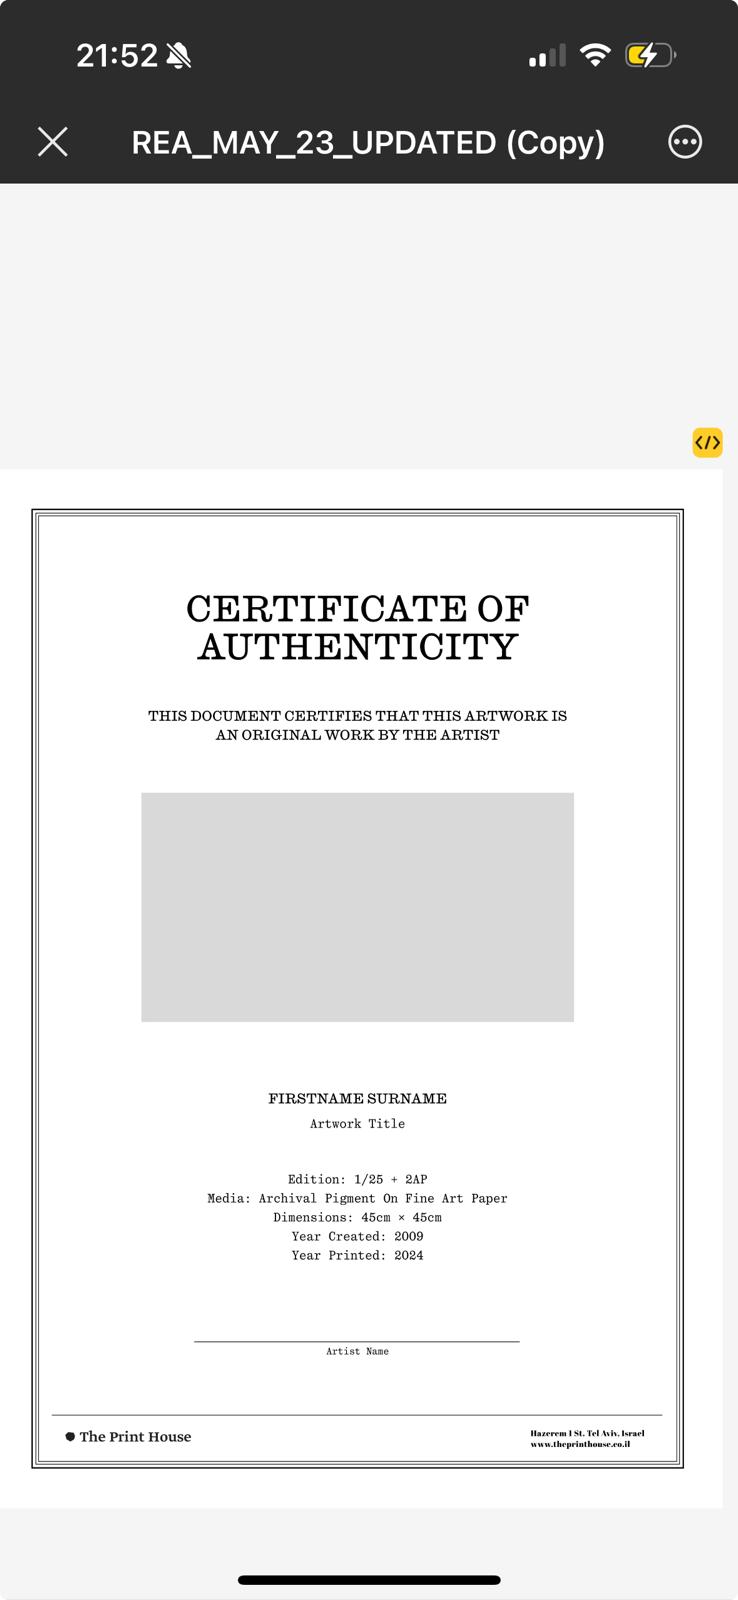 21:52
REA_MAY_23_UPDATED (Copy)
</>
CERTIFICATE OF
AUTHENTICITY
THIS DOCUMENT CERTIFIES THAT THIS ARTWORK IS
AN ORIGINAL WORK BY THE ARTIST
FIRSTNAME SURNAME
Artwork Title
Edition: 1/25 + 2AP
Media: Archival Pigment On Fine Art Paper
Dimensions: 45cm × 45cm
Year Created: 2009
Year Printed: 2024
Artist Name
The Print House
Hazerem 1 St. Tel Aviv, Israel
www.theprinthouse.co.il